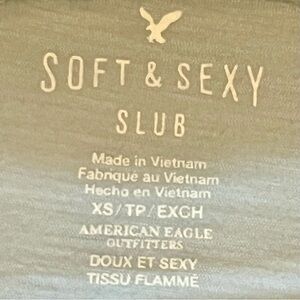 SOFT & SEXY
SLUB
Made in Vietnam
Fabriqué au Vietnam
Hecho en Vietnam
XS/TP/EXCH
AMERICAN EAGLE
OUTFITTERS
DOUX ET SEXY
TISSU FLAMMÉ